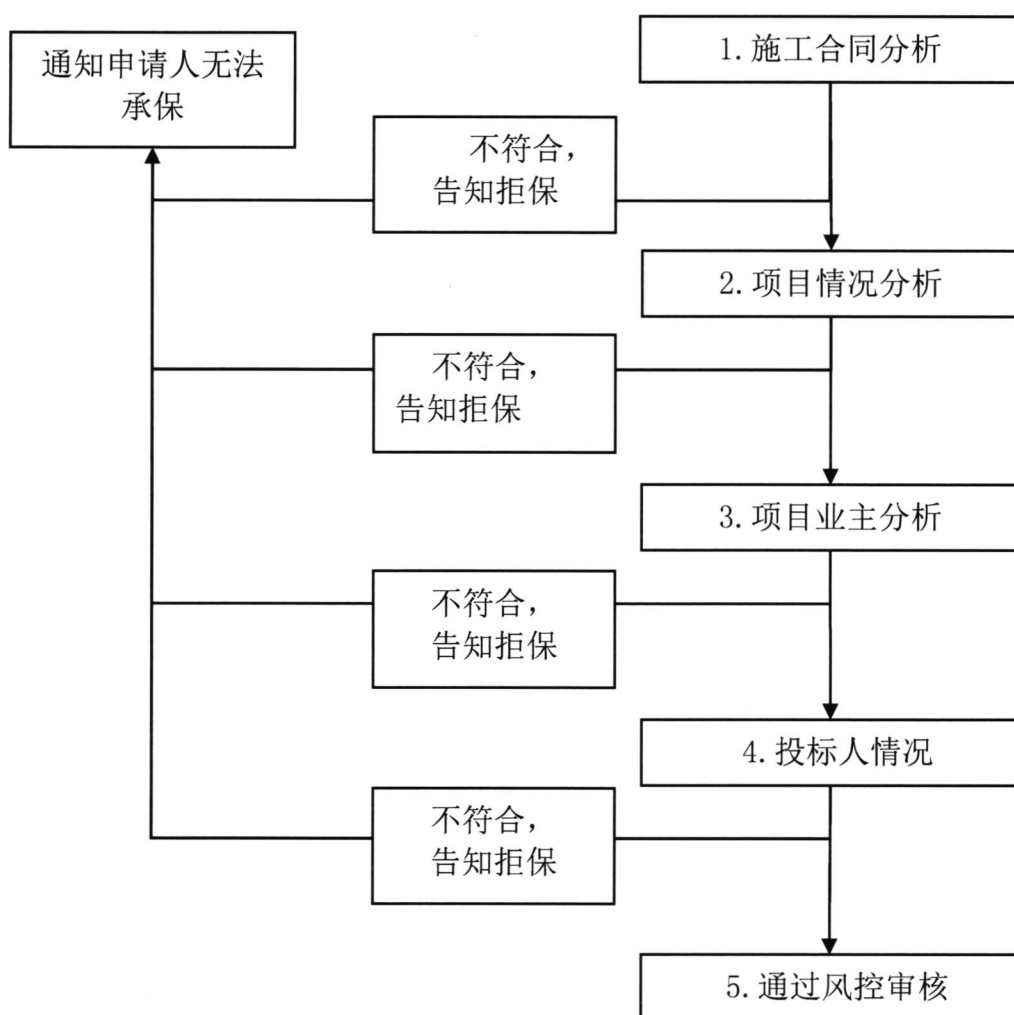 通知申请人无法
承保
1.施工合同分析
不符合，
告知拒保
2.项目情况分析
不符合，
告知拒保
3.项目业主分析
不符合，
告知拒保
4.投标人情况
不符合，
告知拒保
5.通过风控审核